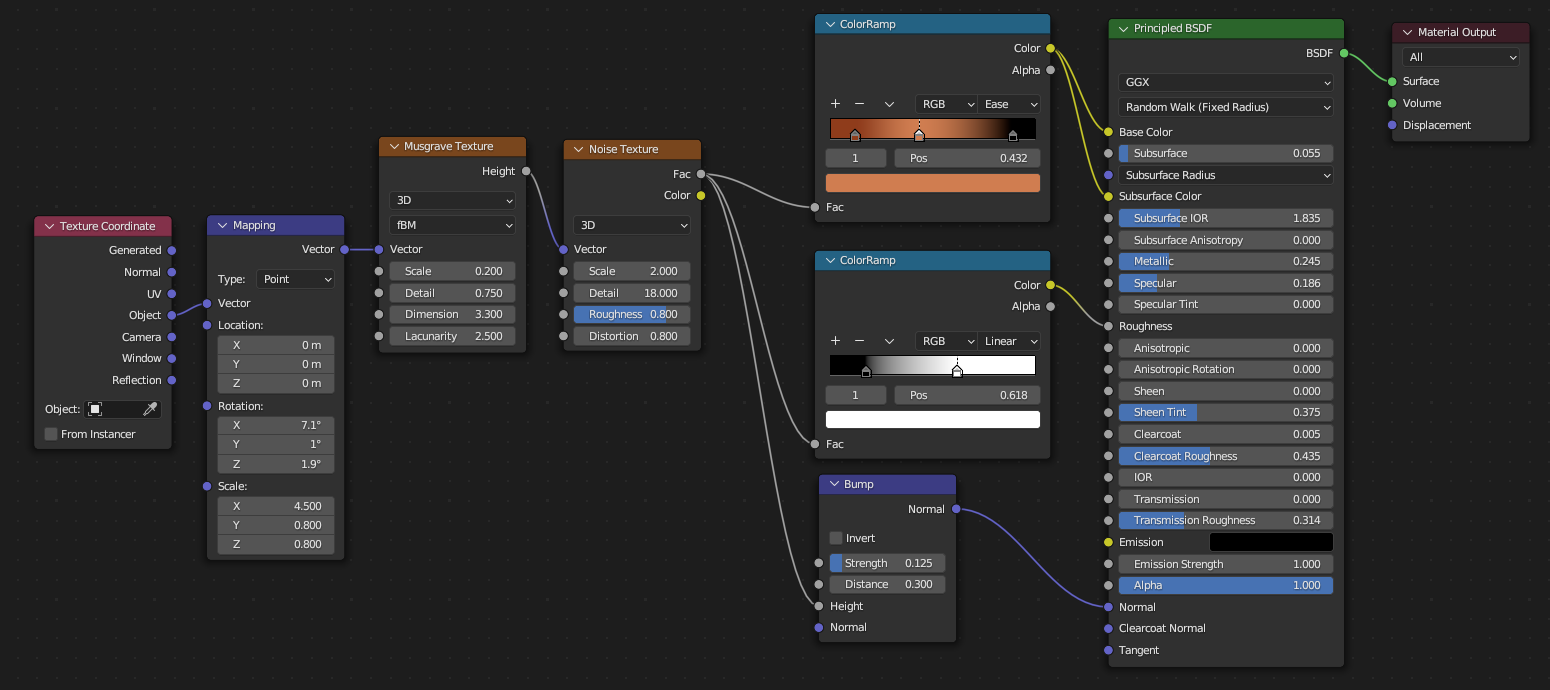 Texture Coordinate
Generated
Normal
UV
Object
Camera
Window
Reflection
Object:
From Instancer
Mapping
Vector
Type: Point
Vector
Location:
X 0 m
Y 0 m
Z 0 m
Rotation:
X 7.1°
Y 1°
Z 1.9°
Scale:
X 4.500
Y 0.800
Z 0.800
Musgrave Texture
Height
3D
fBM
Vector
Scale 0.200
Detail 0.750
Dimension 3.300
Lacunarity 2.500
Noise Texture
Fac
Color
3D
Vector
Scale 2.000
Detail 18.000
Roughness 0.800
Distortion 0.800
ColorRamp
Color
Alpha
+ − RGB Ease
1 Pos 0.432
Fac
ColorRamp
Color
Alpha
+ − RGB Linear
1 Pos 0.618
Fac
Bump
Normal
Invert
Strength 0.125
Distance 0.300
Height
Normal
Principled BSDF
BSDF
GGX
Random Walk (Fixed Radius)
Base Color
Subsurface 0.055
Subsurface Radius
Subsurface Color
Subsurface IOR 1.835
Subsurface Anisotropy 0.000
Metallic 0.245
Specular 0.186
Specular Tint 0.000
Roughness
Anisotropic 0.000
Anisotropic Rotation 0.000
Sheen 0.000
Sheen Tint 0.375
Clearcoat 0.005
Clearcoat Roughness 0.435
IOR 0.000
Transmission 0.000
Transmission Roughness 0.314
Emission
Emission Strength 1.000
Alpha 1.000
Normal
Clearcoat Normal
Tangent
Material Output
All
Surface
Volume
Displacement